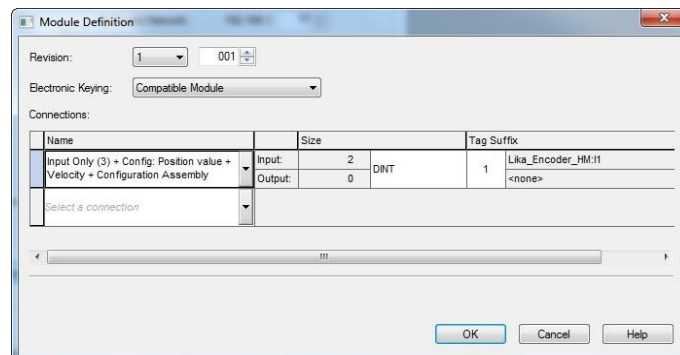 Module Definition
Revision:
1
001
Electronic Keying:
Compatible Module
Connections:
Name
Size
Tag Suffix
Input Only (3) + Config: Position value +
Velocity + Configuration Assembly
Input:
2
DINT
1
Lika_Encoder_HM:I1
Output:
0
<none>
Select a connection
OK
Cancel
Help